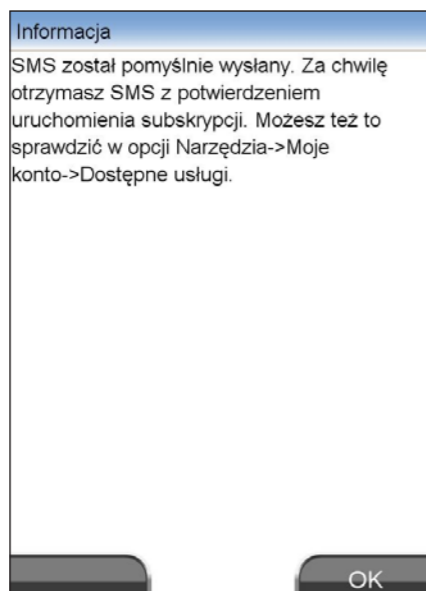 Informacja
SMS został pomyślnie wysłany. Za chwilę
otrzymasz SMS z potwierdzeniem
uruchomienia subskrypcji. Możesz też to
sprawdzić w opcji Narzędzia->Moje
konto->Dostępne usługi.
OK